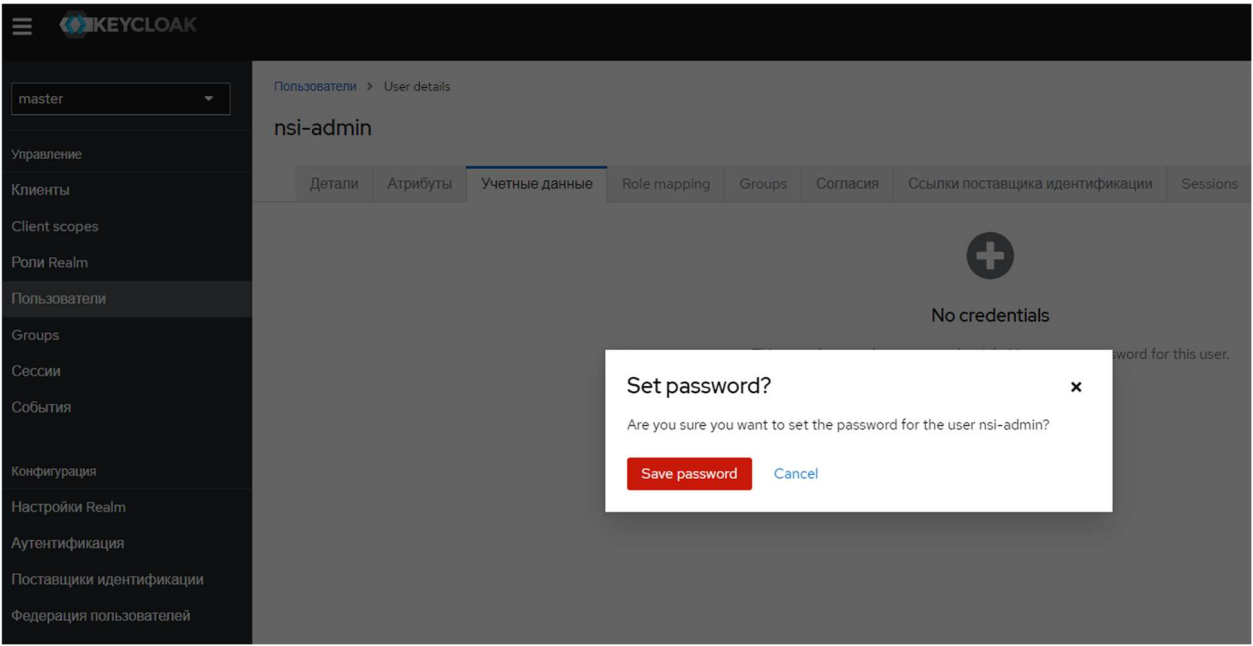 KEYCLOAK
master
Управление
Клиенты
Client scopes
Роли Realm
Пользователи
Groups
Сессии
События
Конфигурация
Настройки Realm
Аутентификация
Поставщики идентификации
Федерация пользователей
Пользователи > User details
nsi-admin
Детали Атрибуты Учетные данные Role mapping Groups Согласия Ссылки поставщика идентификации Sessions
No credentials
for this user.
Set password?
Are you sure you want to set the password for the user nsi-admin?
Save password Cancel